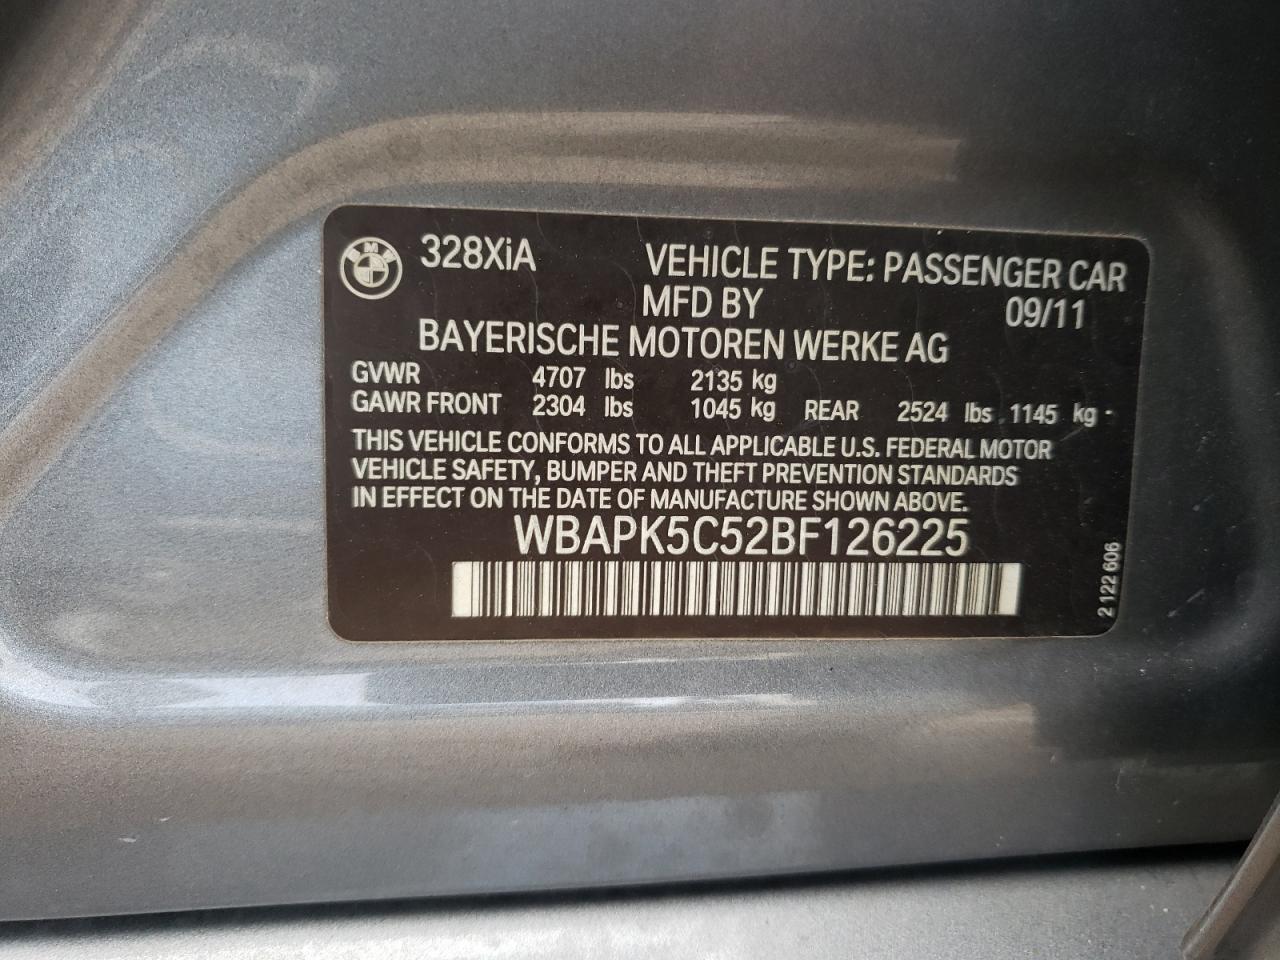 BMW 328XiA VEHICLE TYPE: PASSENGER CAR
MFD BY 09/11
BAYERISCHE MOTOREN WERKE AG
GVWR 4707 lbs 2135 kg
GAWR FRONT 2304 lbs 1045 kg REAR 2524 lbs 1145 kg
THIS VEHICLE CONFORMS TO ALL APPLICABLE U.S. FEDERAL MOTOR
VEHICLE SAFETY, BUMPER AND THEFT PREVENTION STANDARDS
IN EFFECT ON THE DATE OF MANUFACTURE SHOWN ABOVE.
WBAPK5C52BF126225
2 122 606